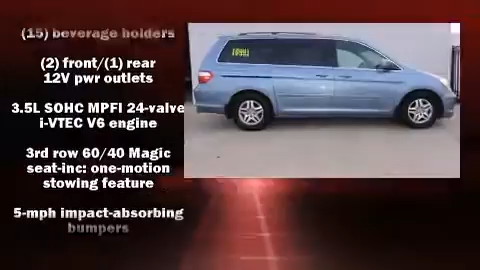 (15) beverage holders
(2) front/(1) rear
12V pwr outlets
3.5L SOHC MPFI 24-valve
i-VTEC V6 engine
3rd row 60/40 Magic
seat-inc: one-motion
stowing feature
5-mph impact-absorbing
bumpers